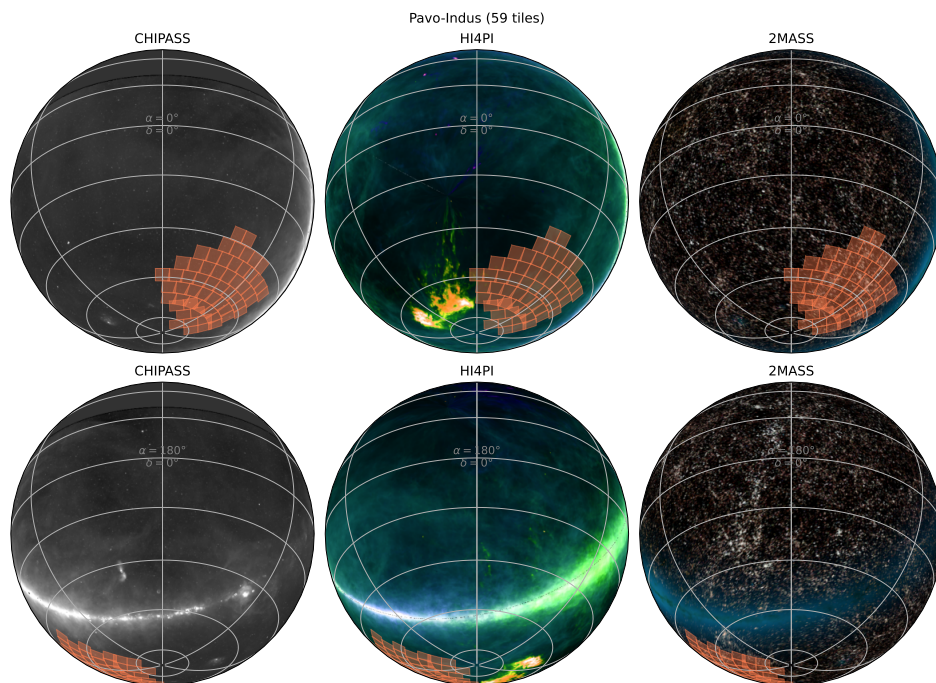 Pavo-Indus (59 tiles)
CHIPASS
HI4PI
2MASS
α = 0°
δ = 0°
α = 0°
δ = 0°
α = 0°
δ = 0°
CHIPASS
HI4PI
2MASS
α = 180°
δ = 0°
α = 180°
δ = 0°
α = 180°
δ = 0°